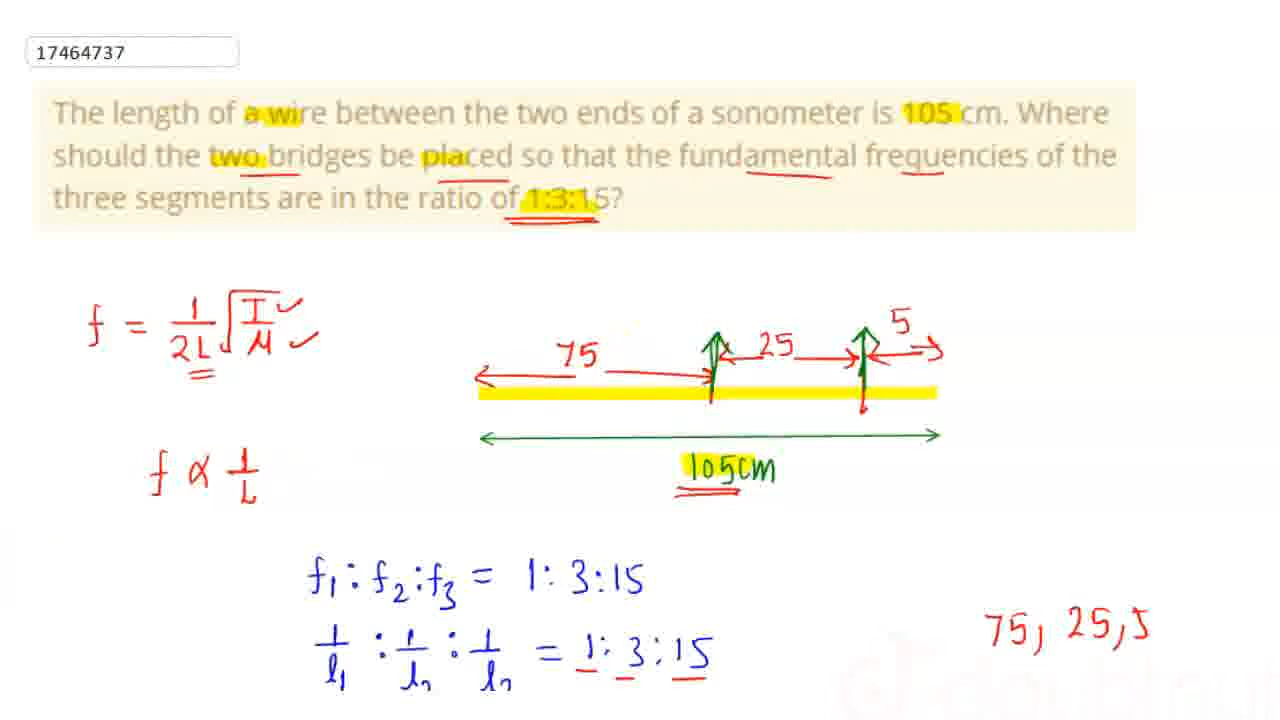 17464737
The length of a wire between the two ends of a sonometer is 105 cm. Where
should the two bridges be placed so that the fundamental frequencies of the
three segments are in the ratio of 1:3:15?
f = 1/2L √T/μ
75
25
5
105cm
f ∝ 1/L
f₁ : f₂ : f₃ = 1 : 3 : 15
1/l₁ : 1/l₂ : 1/l₃ = 1 : 3 : 15
75, 25, 5